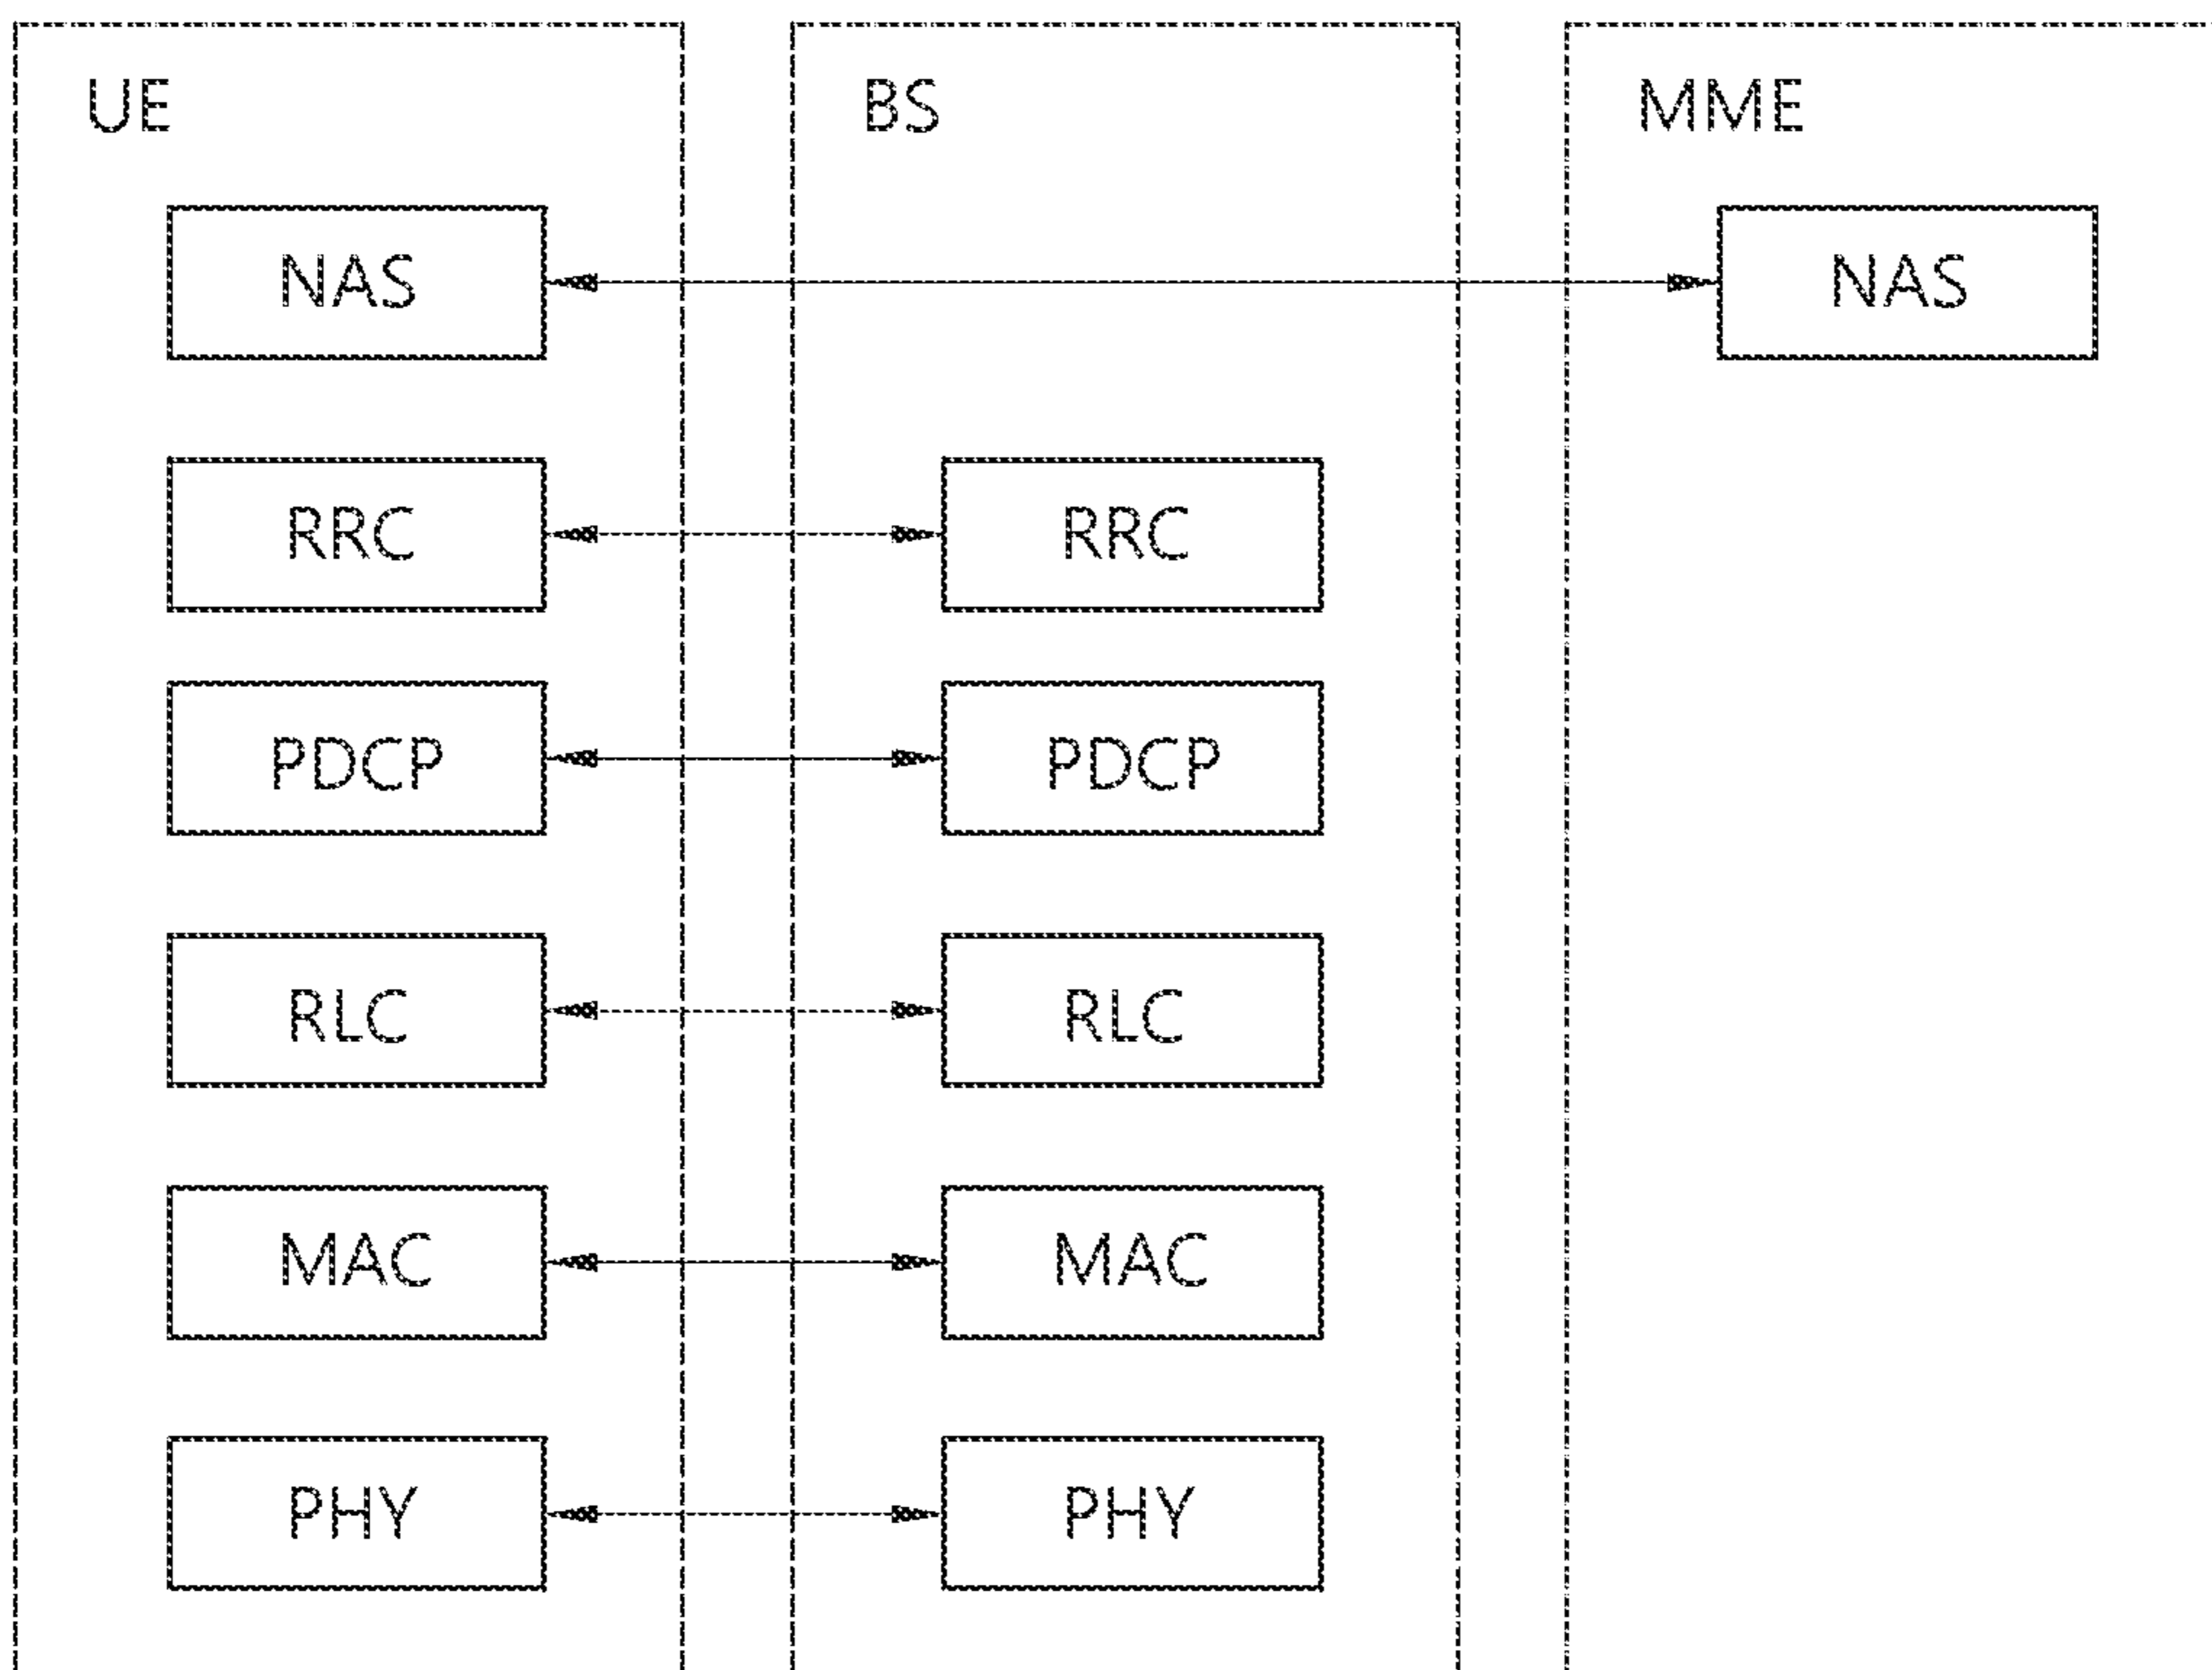 UE
BS
MME
NAS
NAS
RRC
RRC
PDCP
PDCP
RLC
RLC
MAC
MAC
PHY
PHY